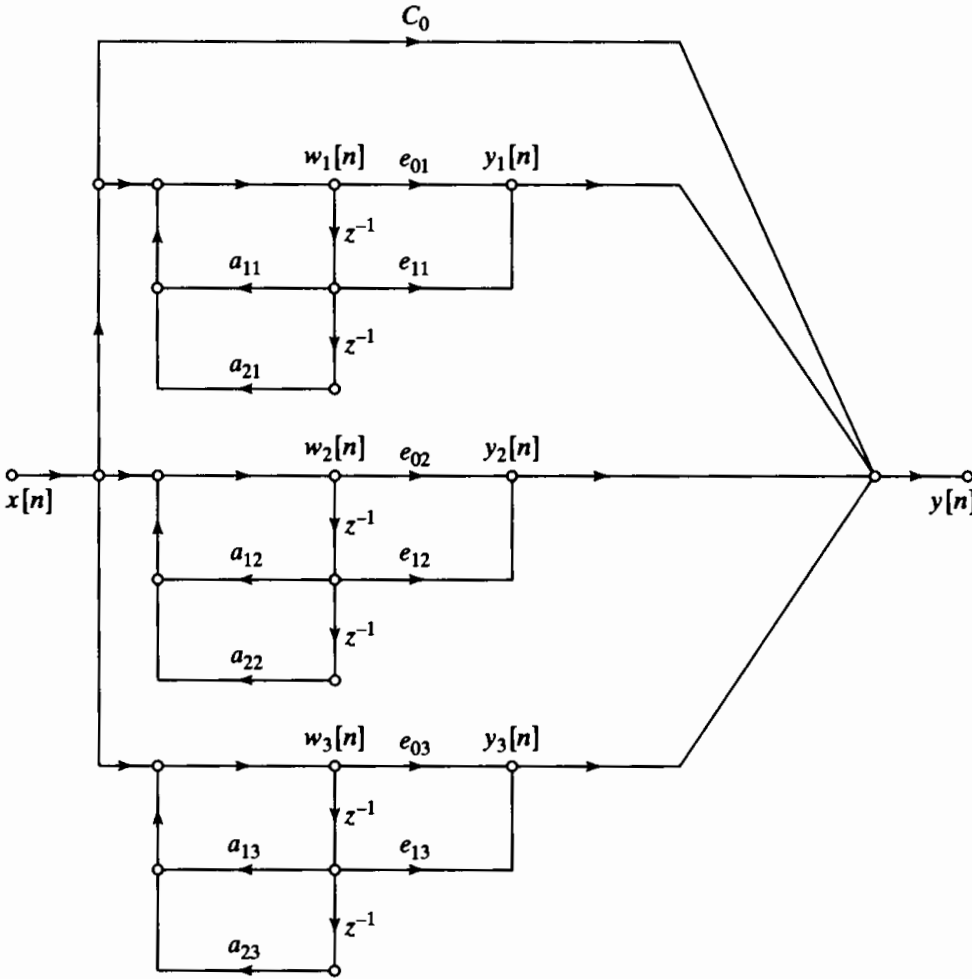 C₀
w₁[n] e₀₁ y₁[n]
z⁻¹
a₁₁ e₁₁
z⁻¹
a₂₁
w₂[n] e₀₂ y₂[n]
x[n] y[n]
z⁻¹
a₁₂ e₁₂
z⁻¹
a₂₂
w₃[n] e₀₃ y₃[n]
z⁻¹
a₁₃ e₁₃
z⁻¹
a₂₃